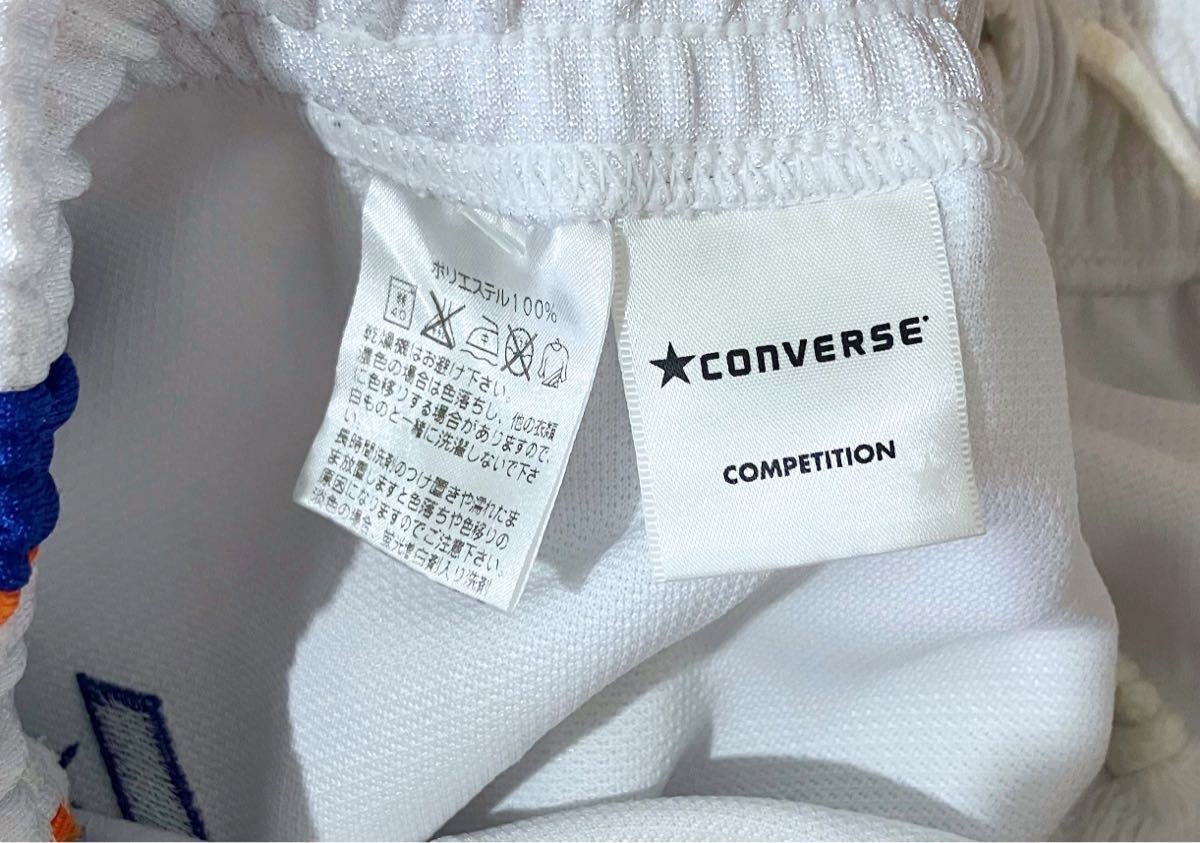 ポリエステル100%
弱
40
乾燥機はお避け下さい。
濃色の場合は色落ちし、他の衣類
に色移りする場合がありますので、
白ものと一緒に洗濯しないで下さ
い。
長時間洗剤のつけ置きや濡れたま
ま放置しますと色落ちや色移りの
原因になりますのでご注意下さい。
淡色の場合、蛍光増白剤入り洗剤
★CONVERSE
COMPETITION